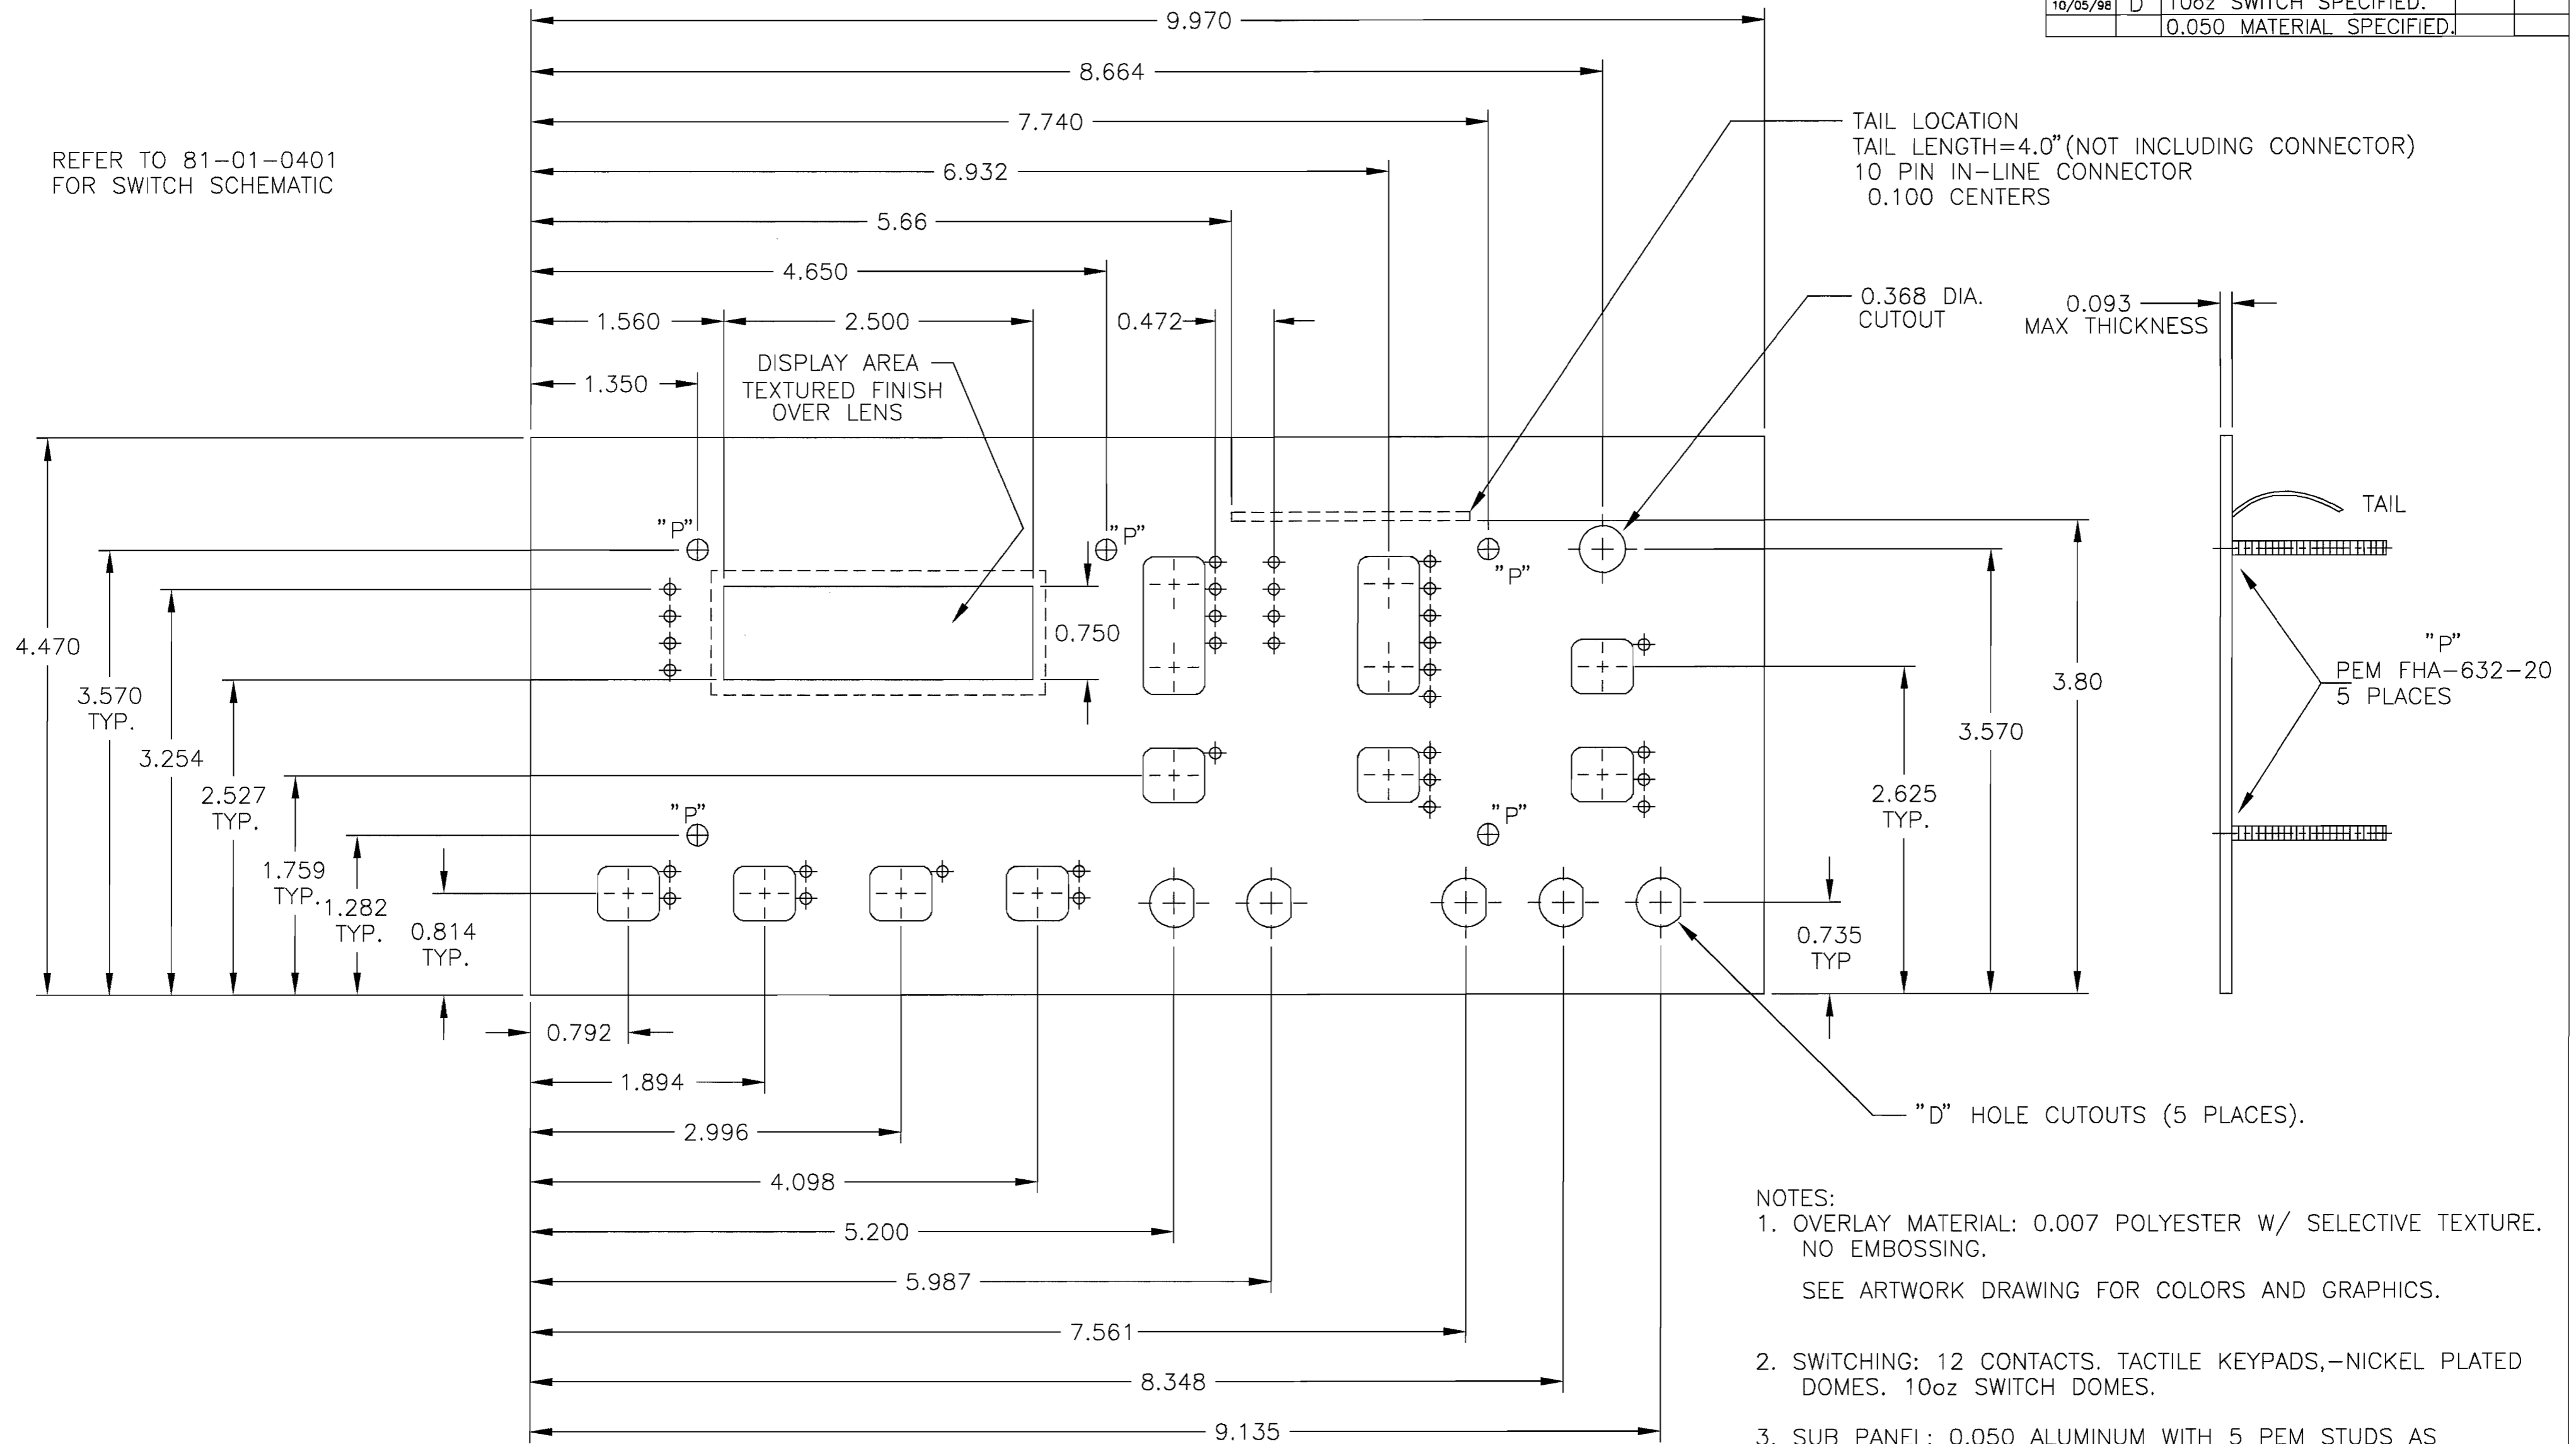 10/05/98 D 10oz SWITCH SPECIFIED.
0.050 MATERIAL SPECIFIED.
9.970
8.664
7.740
6.932
5.66
4.650
1.560
2.500
0.472
1.350
REFER TO 81-01-0401
FOR SWITCH SCHEMATIC
DISPLAY AREA
TEXTURED FINISH
OVER LENS
TAIL LOCATION
TAIL LENGTH=4.0" (NOT INCLUDING CONNECTOR)
10 PIN IN-LINE CONNECTOR
0.100 CENTERS
0.368 DIA.
CUTOUT
0.093
MAX THICKNESS
TAIL
"P"
"P"
"P"
"P"
"P"
0.750
4.470
3.570
TYP.
3.254
2.527
TYP.
1.759
TYP.
1.282
TYP.
0.814
TYP.
3.80
3.570
2.625
TYP.
0.735
TYP
"P"
PEM FHA-632-20
5 PLACES
0.792
1.894
2.996
4.098
5.200
5.987
7.561
8.348
9.135
"D" HOLE CUTOUTS (5 PLACES).
NOTES:
1. OVERLAY MATERIAL: 0.007 POLYESTER W/ SELECTIVE TEXTURE.
NO EMBOSSING.
SEE ARTWORK DRAWING FOR COLORS AND GRAPHICS.
2. SWITCHING: 12 CONTACTS. TACTILE KEYPADS,-NICKEL PLATED
DOMES. 10oz SWITCH DOMES.
3. SUB PANEL: 0.050 ALUMINUM WITH 5 PEM STUDS AS